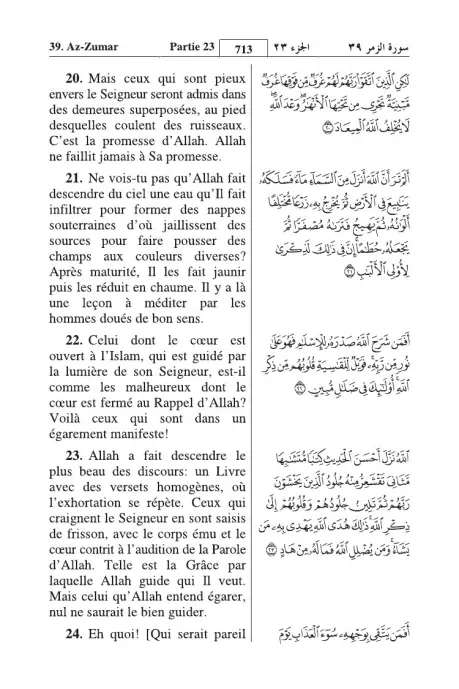 39. Az-Zumar Partie 23 713 الجزء ٢٣ سورة الزمر ٣٩
20. Mais ceux qui sont pieux
envers le Seigneur seront admis dans
des demeures superposées, au pied
desquelles coulent des ruisseaux.
C’est la promesse d’Allah. Allah
ne faillit jamais à Sa promesse.
لَٰكِنِ الَّذِينَ اتَّقَوْا رَبَّهُمْ لَهُمْ غُرَفٌ مِّن فَوْقِهَا غُرَفٌ
مَّبْنِيَّةٌ تَجْرِي مِن تَحْتِهَا الْأَنْهَارُ وَعْدَ اللَّهِ
لَا يُخْلِفُ اللَّهُ الْمِيعَادَ ٢٠
21. Ne vois-tu pas qu’Allah fait
descendre du ciel une eau qu’Il fait
infiltrer pour former des nappes
souterraines d’où jaillissent des
sources pour faire pousser des
champs aux couleurs diverses?
Après maturité, Il les fait jaunir
puis les réduit en chaume. Il y a là
une leçon à méditer par les
hommes doués de bon sens.
أَلَمْ تَرَ أَنَّ اللَّهَ أَنزَلَ مِنَ السَّمَاءِ مَاءً فَسَلَكَهُ
يَنَابِيعَ فِي الْأَرْضِ ثُمَّ يُخْرِجُ بِهِ زَرْعًا مُّخْتَلِفًا
أَلْوَانُهُ ثُمَّ يَهِيجُ فَتَرَاهُ مُصْفَرًّا ثُمَّ
يَجْعَلُهُ حُطَامًا إِنَّ فِي ذَٰلِكَ لَذِكْرَىٰ
لِأُولِي الْأَلْبَابِ ٢١
22. Celui dont le cœur est
ouvert à l’Islam, qui est guidé par
la lumière de son Seigneur, est-il
comme les malheureux dont le
cœur est fermé au Rappel d’Allah?
Voilà ceux qui sont dans un
égarement manifeste!
أَفَمَن شَرَحَ اللَّهُ صَدْرَهُ لِلْإِسْلَامِ فَهُوَ عَلَىٰ
نُورٍ مِّن رَّبِّهِ فَوَيْلٌ لِّلْقَاسِيَةِ قُلُوبُهُم مِّن ذِكْرِ
اللَّهِ أُولَٰئِكَ فِي ضَلَالٍ مُّبِينٍ ٢٢
23. Allah a fait descendre le
plus beau des discours: un Livre
avec des versets homogènes, où
l’exhortation se répète. Ceux qui
craignent le Seigneur en sont saisis
de frisson, avec le corps ému et le
cœur contrit à l’audition de la Parole
d’Allah. Telle est la Grâce par
laquelle Allah guide qui Il veut.
Mais celui qu’Allah entend égarer,
nul ne saurait le bien guider.
اللَّهُ نَزَّلَ أَحْسَنَ الْحَدِيثِ كِتَابًا مُّتَشَابِهًا
مَّثَانِيَ تَقْشَعِرُّ مِنْهُ جُلُودُ الَّذِينَ يَخْشَوْنَ
رَبَّهُمْ ثُمَّ تَلِينُ جُلُودُهُمْ وَقُلُوبُهُمْ إِلَىٰ
ذِكْرِ اللَّهِ ذَٰلِكَ هُدَى اللَّهِ يَهْدِي بِهِ مَن
يَشَاءُ وَمَن يُضْلِلِ اللَّهُ فَمَا لَهُ مِنْ هَادٍ ٢٣
24. Eh quoi! [Qui serait pareil
أَفَمَن يَتَّقِي بِوَجْهِهِ سُوءَ الْعَذَابِ يَوْمَ